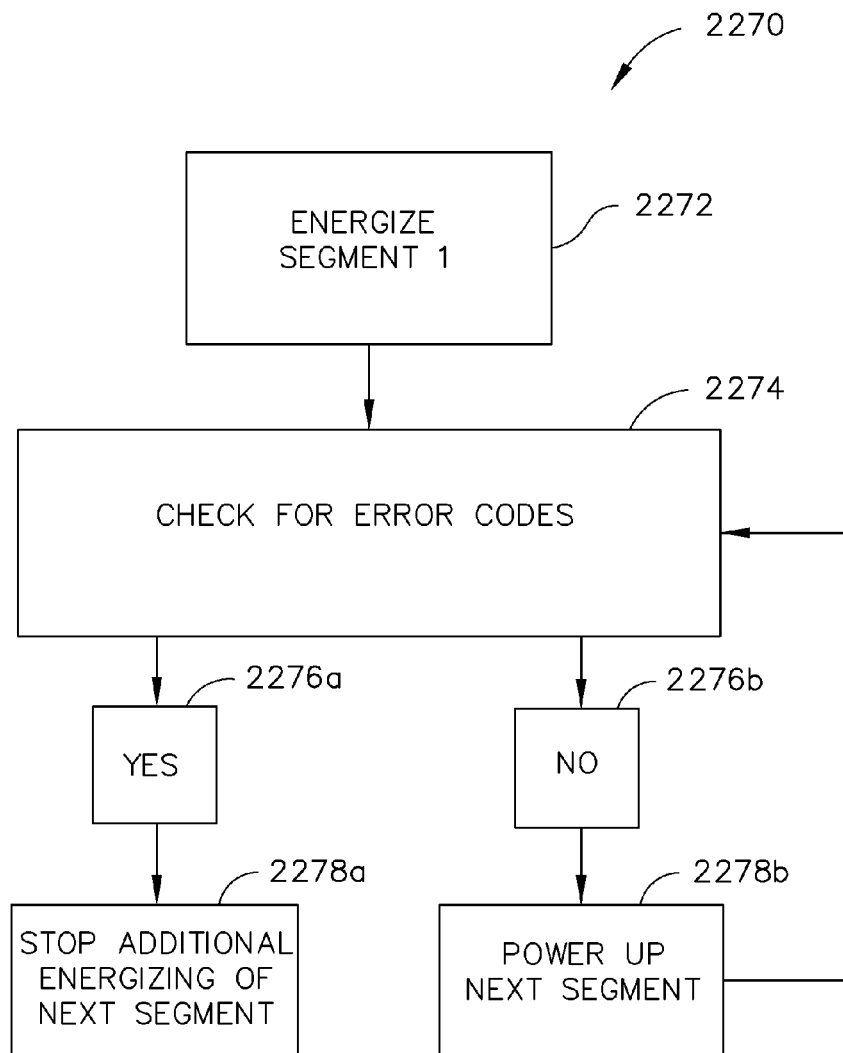 2270
ENERGIZE
SEGMENT 1
2272
2274
CHECK FOR ERROR CODES
2276a
2276b
YES
NO
2278a
2278b
STOP ADDITIONAL
ENERGIZING OF
NEXT SEGMENT
POWER UP
NEXT SEGMENT